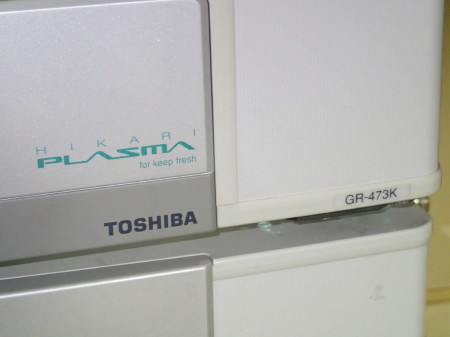 HIKARI
PLASMA
for keep fresh
TOSHIBA
GR-473K